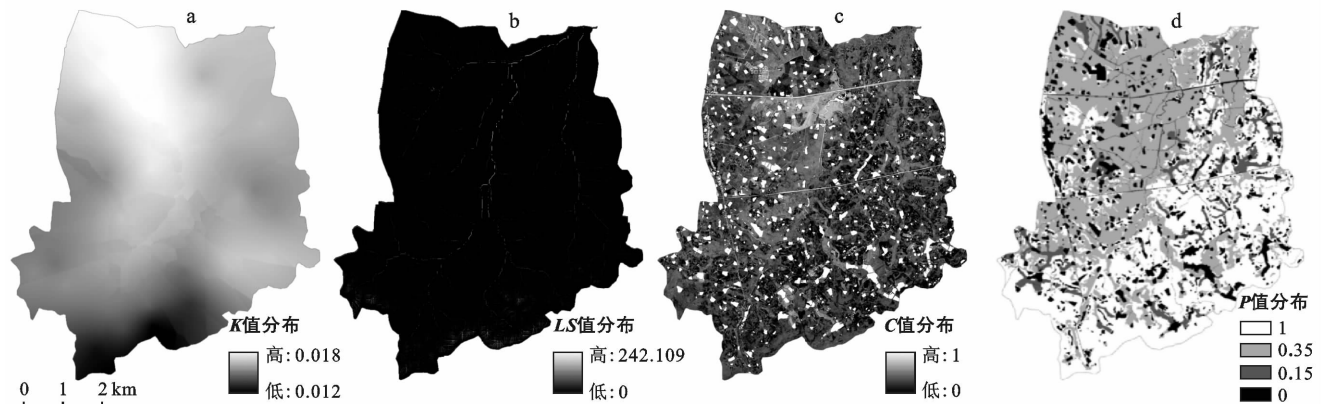 a
b
c
d
K值分布
高:0.018
低:0.012
0 1 2 km
LS值分布
高:242.109
低:0
C值分布
高:1
低:0
P值分布
1
0.35
0.15
0